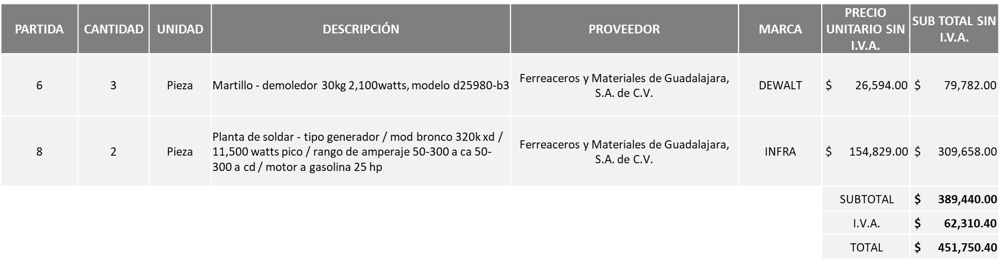 PARTIDA CANTIDAD UNIDAD DESCRIPCIÓN PROVEEDOR MARCA PRECIO UNITARIO SIN I.V.A. SUB TOTAL SIN I.V.A.
6 3 Pieza Martillo - demoledor 30kg 2,100watts, modelo d25980-b3 Ferreaceros y Materiales de Guadalajara, S.A. de C.V. DEWALT $ 26,594.00 $ 79,782.00
8 2 Pieza Planta de soldar - tipo generador / mod bronco 320k xd / 11,500 watts pico / rango de amperaje 50-300 a ca 50-300 a cd / motor a gasolina 25 hp Ferreaceros y Materiales de Guadalajara, S.A. de C.V. INFRA $ 154,829.00 $ 309,658.00
SUBTOTAL $ 389,440.00
I.V.A. $ 62,310.40
TOTAL $ 451,750.40